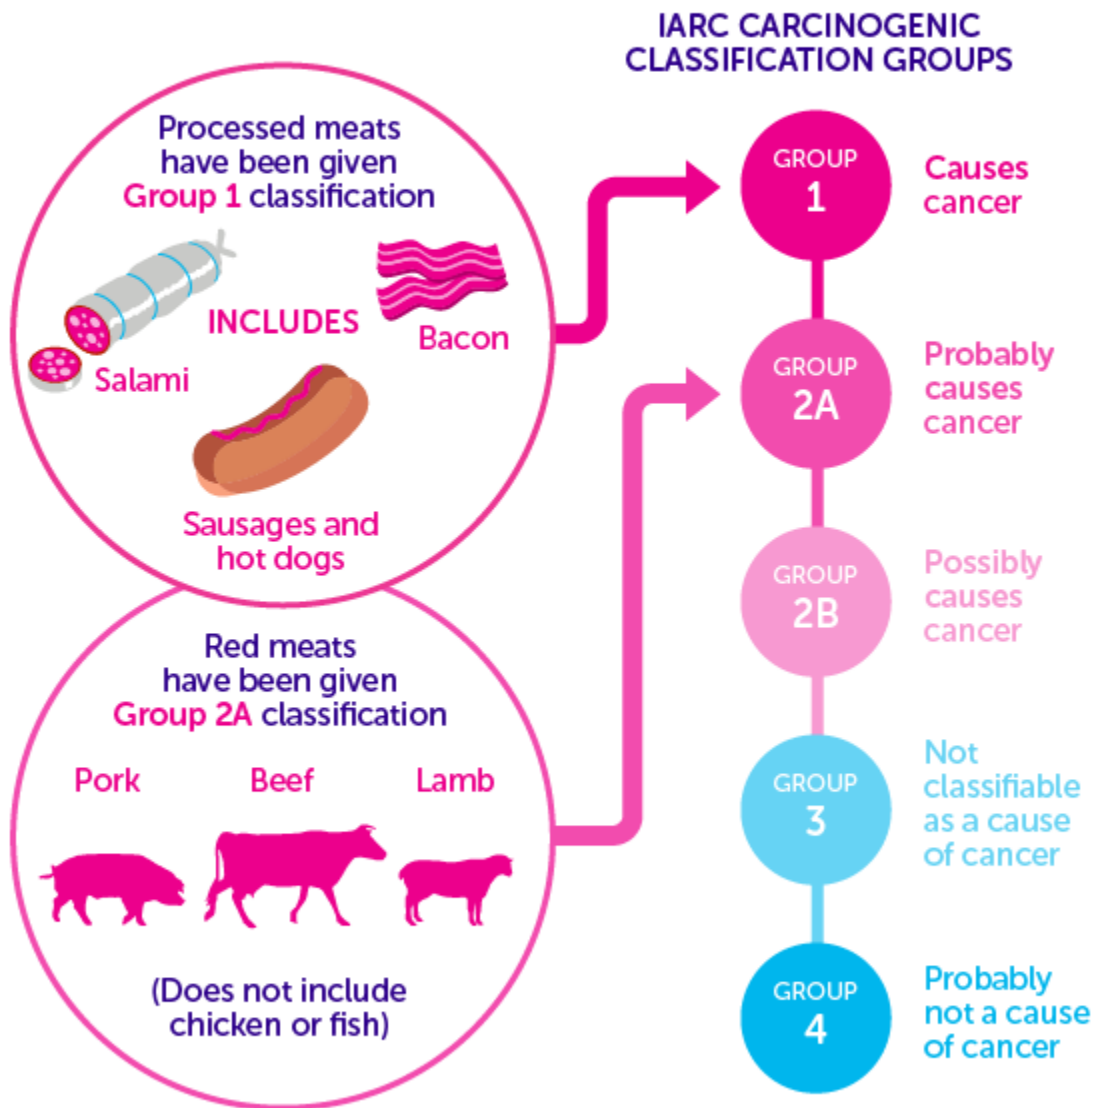 IARC CARCINOGENIC
CLASSIFICATION GROUPS
Processed meats
have been given
Group 1 classification
INCLUDES
Bacon
Salami
Sausages and
hot dogs
Red meats
have been given
Group 2A classification
Pork
Beef
Lamb
(Does not include
chicken or fish)
GROUP
1
Causes
cancer
GROUP
2A
Probably
causes
cancer
GROUP
2B
Possibly
causes
cancer
GROUP
3
Not
classifiable
as a cause
of cancer
GROUP
4
Probably
not a cause
of cancer